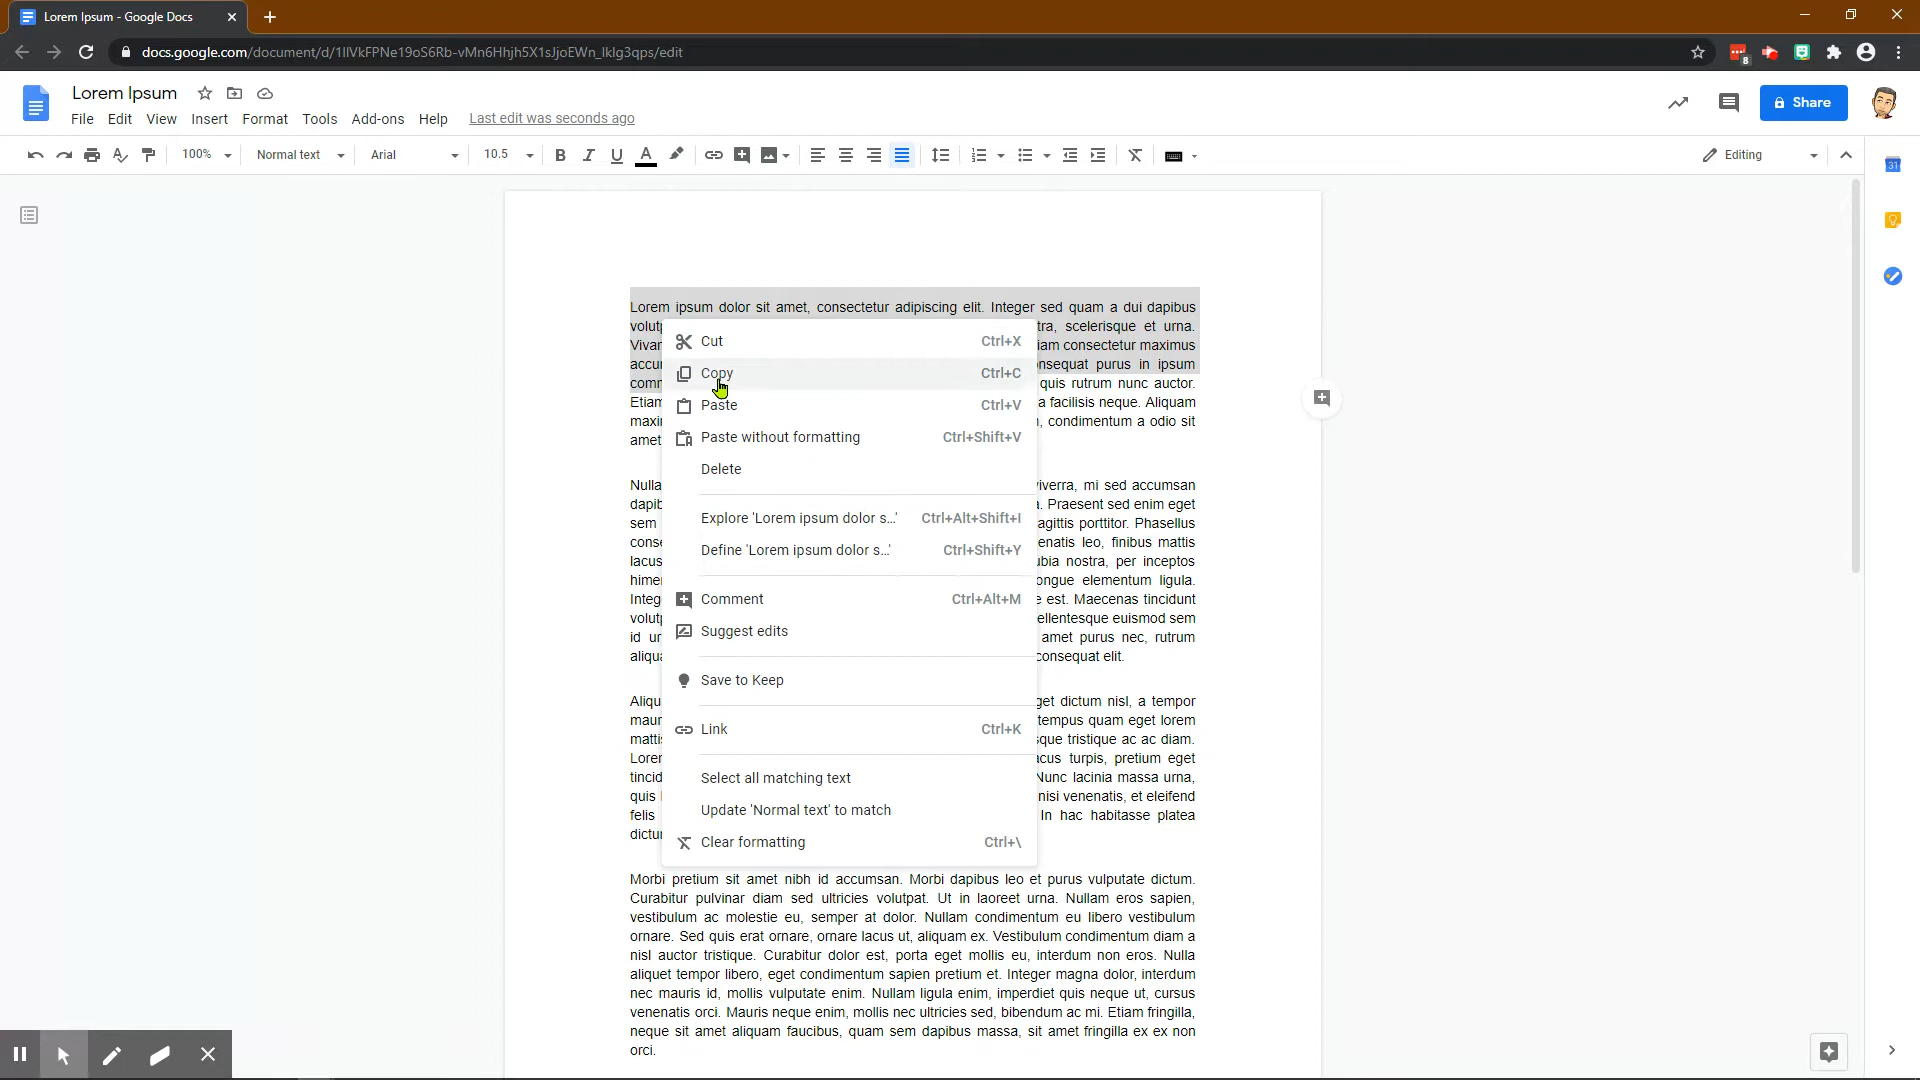 Lorem Ipsum - Google Docs
docs.google.com/document/d/1IIVkFPNe19oS6Rb-vMn6Hhjh5X1sJjoEWn_lkIg3qps/edit
8
Lorem Ipsum
Share
File Edit View Insert Format Tools Add-ons Help Last edit was seconds ago
100% Normal text Arial 10.5 B I U A Editing
31
Lorem ipsum dolor sit amet, consectetur adipiscing elit. Integer sed quam a dui dapibus
scelerisque et urna.
Cut Ctrl+X
consectetur maximus
purus in ipsum
Copy Ctrl+C
quis rutrum nunc auctor.
Paste Ctrl+V
a facilisis neque. Aliquam
condimentum a odio sit
Paste without formatting Ctrl+Shift+V
amet
Delete
Nulla mi sed accumsan
Praesent sed enim eget
Explore 'Lorem ipsum dolor s...' Ctrl+Alt+Shift+I
sem porttitor. Phasellus
leo, finibus mattis
Define 'Lorem ipsum dolor s...' Ctrl+Shift+Y
lacus nostra, per inceptos
elementum ligula.
Comment Ctrl+Alt+M
est. Maecenas tincidunt
euismod sem
Suggest edits
id amet purus nec, rutrum
consequat elit.
Save to Keep
dictum nisl, a tempor
tempus quam eget lorem
Link Ctrl+K
tristique ac ac diam.
turpis, pretium eget
Select all matching text
Nunc lacinia massa urna,
quis nisi venenatis, et eleifend
Update 'Normal text' to match
felis In hac habitasse platea
Clear formatting Ctrl+\
Morbi pretium sit amet nibh id accumsan. Morbi dapibus leo et purus vulputate dictum.
Curabitur pulvinar diam sed ultricies volutpat. Ut in laoreet urna. Nullam eros sapien,
vestibulum ac molestie eu, semper at dolor. Nullam condimentum eu libero vestibulum
ornare. Sed quis erat ornare, ornare lacus ut, aliquam ex. Vestibulum condimentum diam a
nisl auctor tristique. Curabitur dolor est, porta eget mollis eu, interdum non eros. Nulla
aliquet tempor libero, eget condimentum sapien pretium et. Integer magna dolor, interdum
nec mauris id, mollis vulputate enim. Nullam ligula enim, imperdiet quis neque ut, cursus
venenatis orci. Mauris neque enim, mollis nec ultricies sed, bibendum ac mi. Etiam fringilla,
neque sit amet aliquam faucibus, quam sem dapibus massa, sit amet fringilla ex ex non
orci.